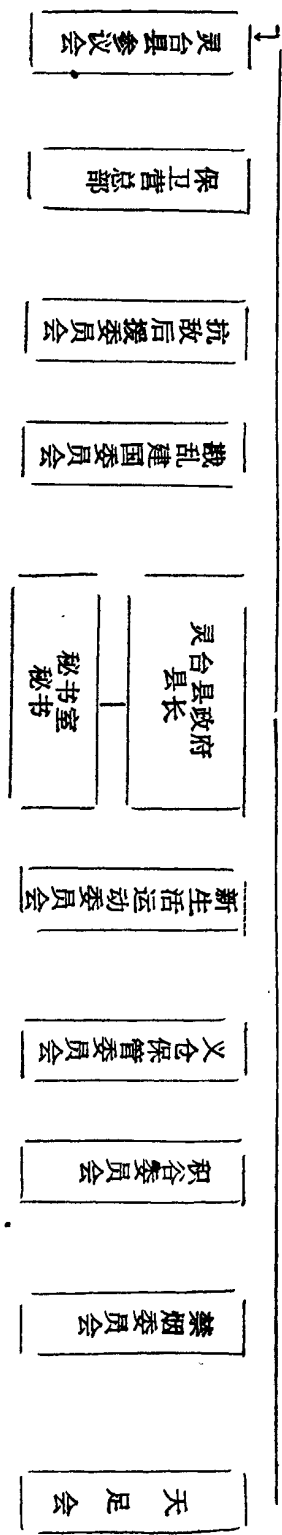 灵台县参议会
保卫营总部
抗敌后援委员会
戡乱建国委员会
灵台县政府
县长
秘书室
秘书
新生活运动委员会
义仓保管委员会
积谷委员会
禁烟委员会
天足会